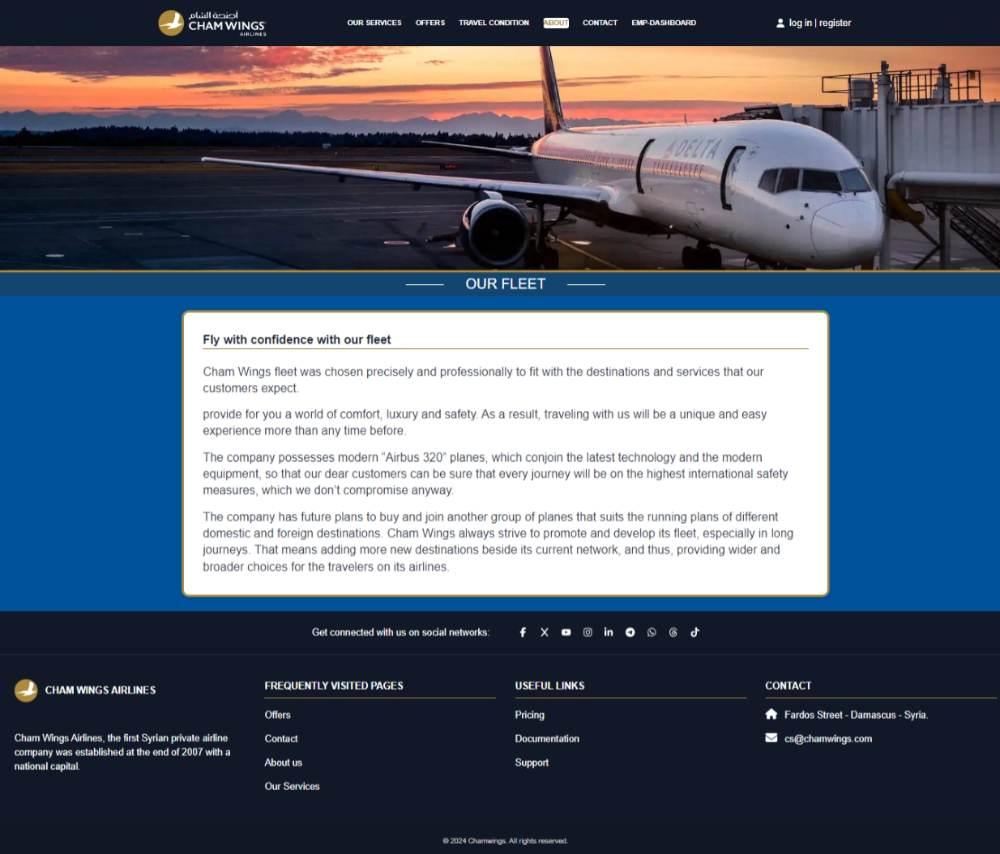 أجنحة الشام
CHAM WINGS
AIRLINES
OUR SERVICES OFFERS TRAVEL CONDITION ABOUT CONTACT EMP-DASHBOARD
log in | register
DELTA
OUR FLEET
Fly with confidence with our fleet
Cham Wings fleet was chosen precisely and professionally to fit with the destinations and services that our
customers expect.
provide for you a world of comfort, luxury and safety. As a result, traveling with us will be a unique and easy
experience more than any time before.
The company possesses modern “Airbus 320” planes, which conjoin the latest technology and the modern
equipment, so that our dear customers can be sure that every journey will be on the highest international safety
measures, which we don’t compromise anyway.
The company has future plans to buy and join another group of planes that suits the running plans of different
domestic and foreign destinations. Cham Wings always strive to promote and develop its fleet, especially in long
journeys. That means adding more new destinations beside its current network, and thus, providing wider and
broader choices for the travelers on its airlines.
Get connected with us on social networks:
CHAM WINGS AIRLINES
Cham Wings Airlines, the first Syrian private airline
company was established at the end of 2007 with a
national capital.
FREQUENTLY VISITED PAGES
Offers
Contact
About us
Our Services
USEFUL LINKS
Pricing
Documentation
Support
CONTACT
Fardos Street - Damascus - Syria.
cs@chamwings.com
© 2024 Chamwings. All rights reserved.